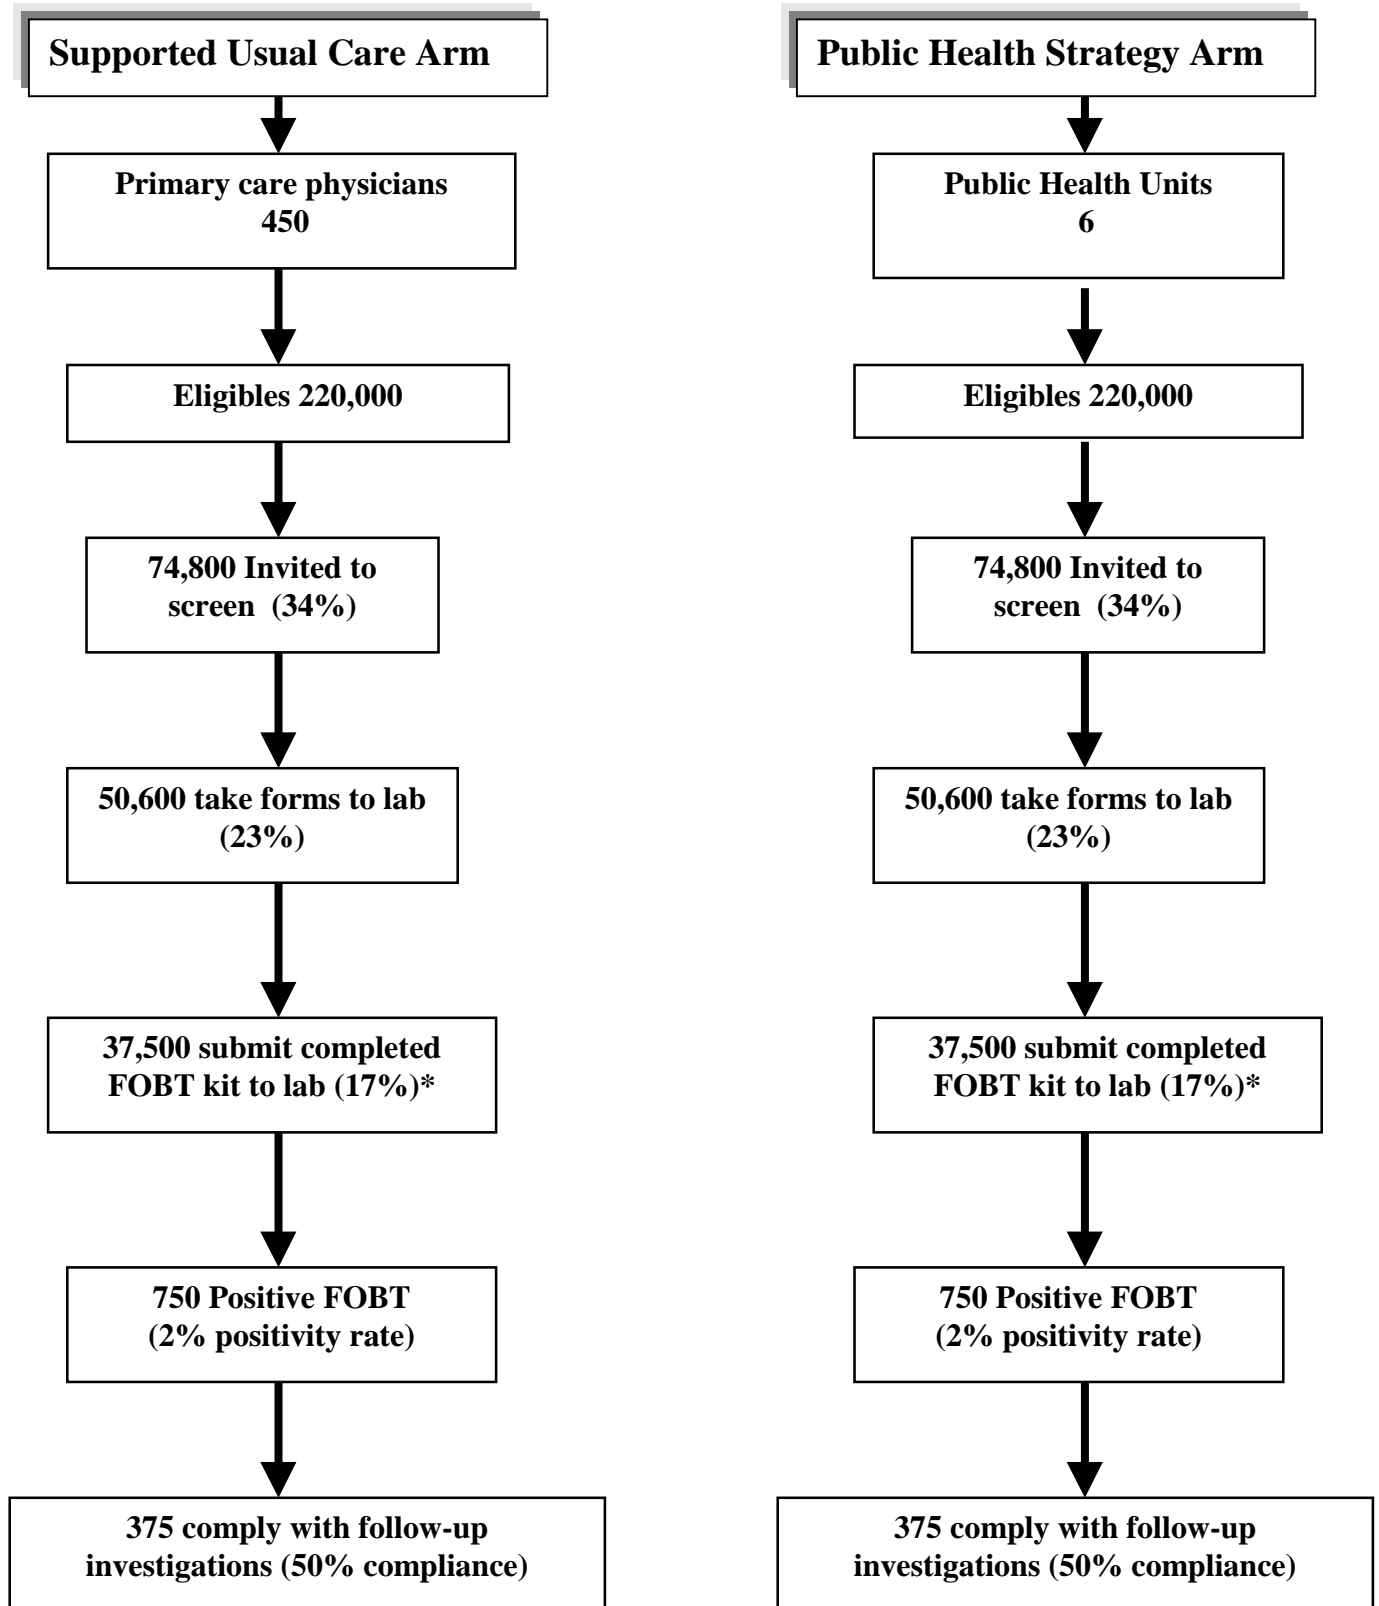 Supported Usual Care Arm
Primary care physicians
450
Eligibles 220,000
74,800 Invited to
screen (34%)
50,600 take forms to lab
(23%)
37,500 submit completed
FOBT kit to lab (17%)*
750 Positive FOBT
(2% positivity rate)
375 comply with follow-up
investigations (50% compliance)
Public Health Strategy Arm
Public Health Units
6
Eligibles 220,000
74,800 Invited to
screen (34%)
50,600 take forms to lab
(23%)
37,500 submit completed
FOBT kit to lab (17%)*
750 Positive FOBT
(2% positivity rate)
375 comply with follow-up
investigations (50% compliance)